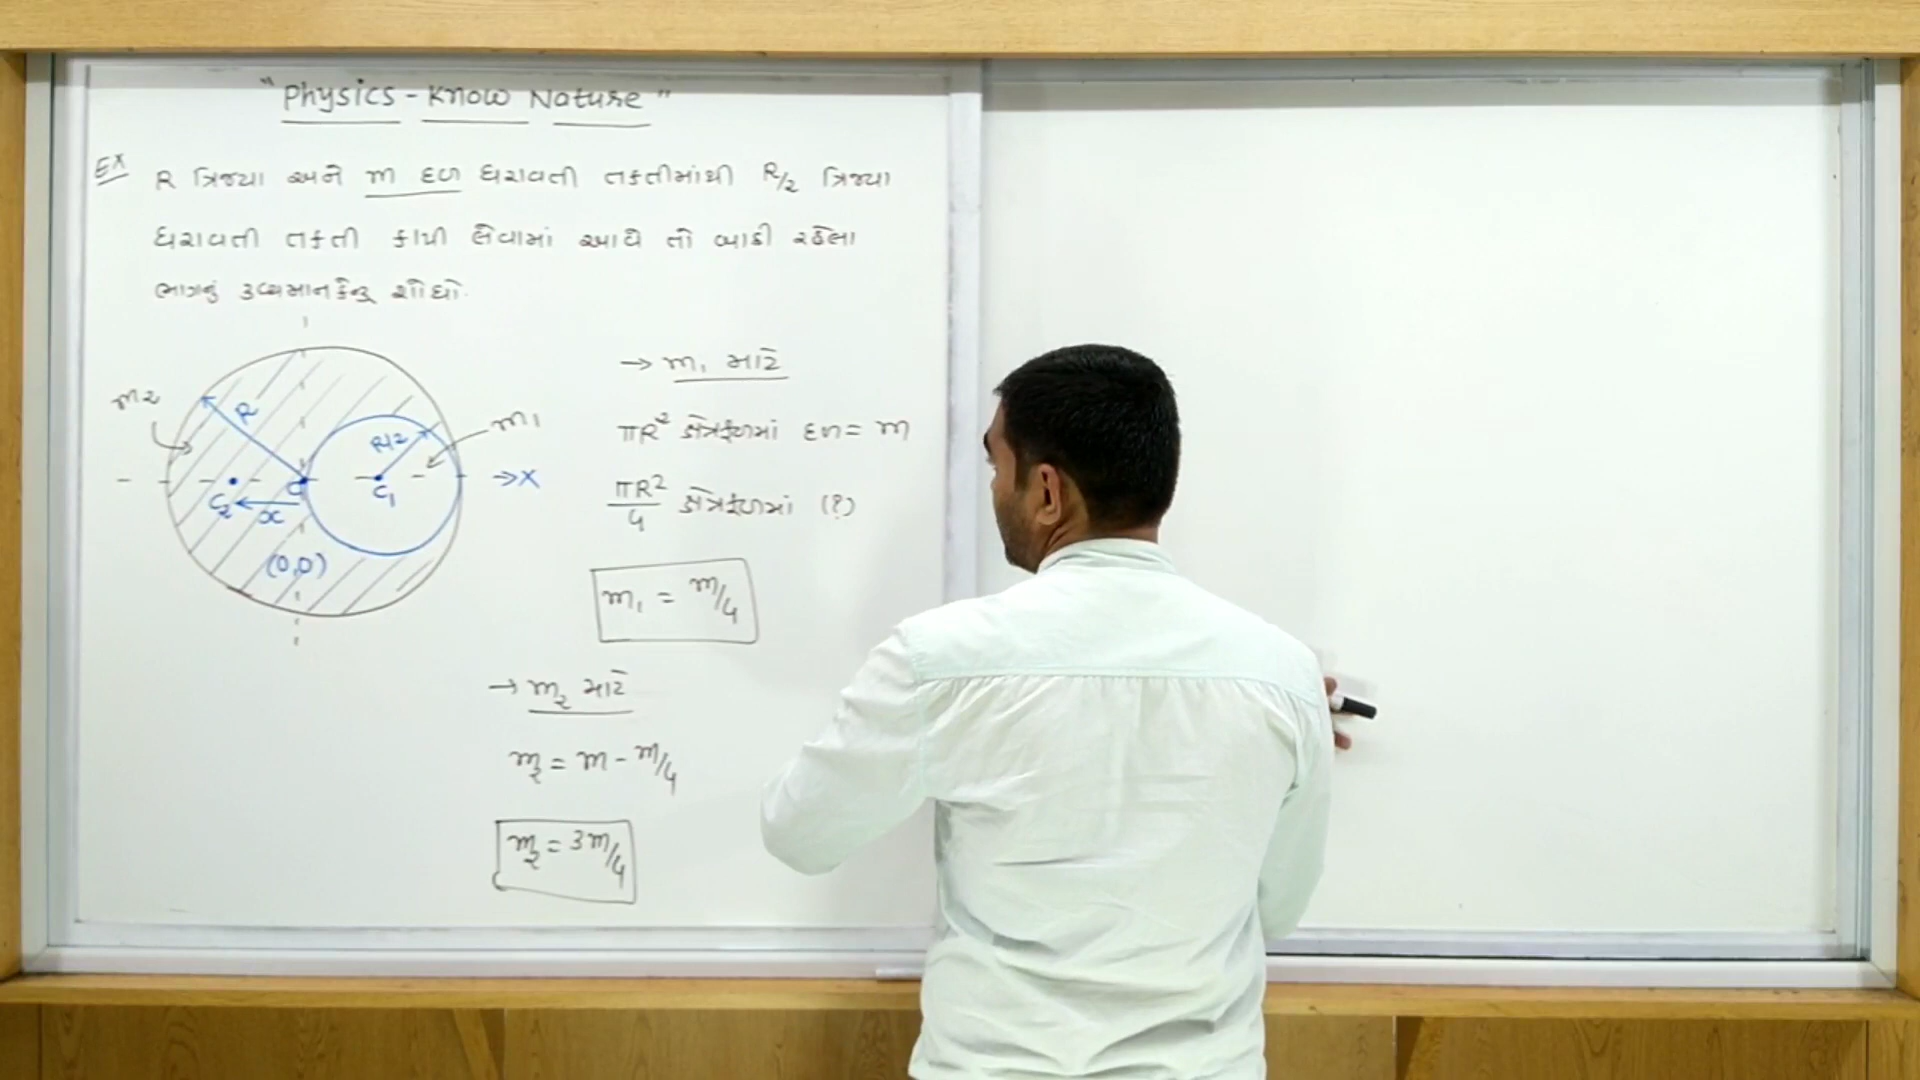 "Physics - Know Nature"
Ex R ત્રિજ્યા અને m દળ ધરાવતી તકતીમાંથી R/2 ત્રિજ્યા
ધરાવતી તકતી કાપી લેવામાં આવે તો બાકી રહેલા
ભાગનું દ્રવ્યમાન કેન્દ્ર શોધો.
m2
R
R/2
m1
→X
C2
x
C
C1
(0,0)
→ m1 માટે
πR² ક્ષેત્રફળમાં દળ = m
πR²/4 ક્ષેત્રફળમાં (?)
m1 = m/4
→ m2 માટે
m2 = m - m/4
m2 = 3m/4